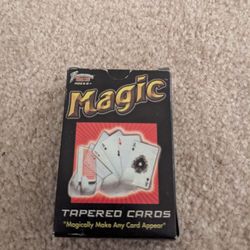 Magic
TAPERED CARDS
"Magically Make Any Card Appear"